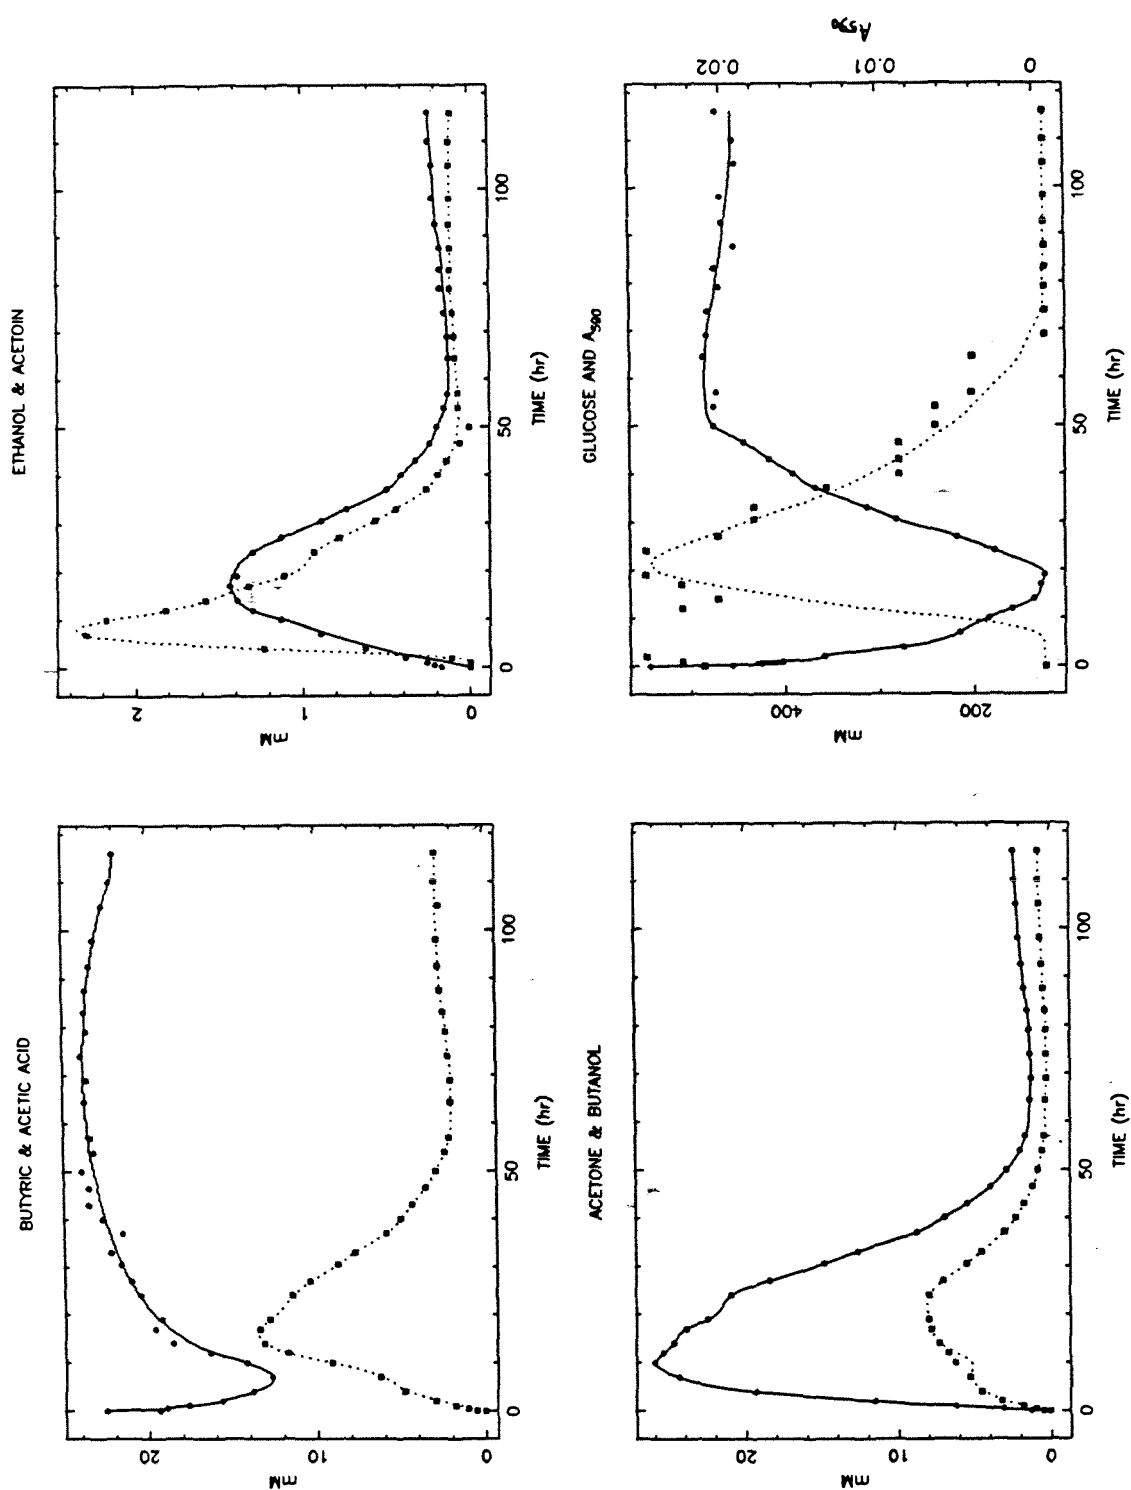 BUTYRIC & ACETIC ACID
mM
20
10
0
0
50
100
TIME (hr)
ETHANOL & ACETOIN
mM
2
1
0
0
50
100
TIME (hr)
ACETONE & BUTANOL
mM
20
10
0
0
50
100
TIME (hr)
GLUCOSE AND A590
mM
400
200
0
50
100
TIME (hr)
0.02
0.01
0
A590